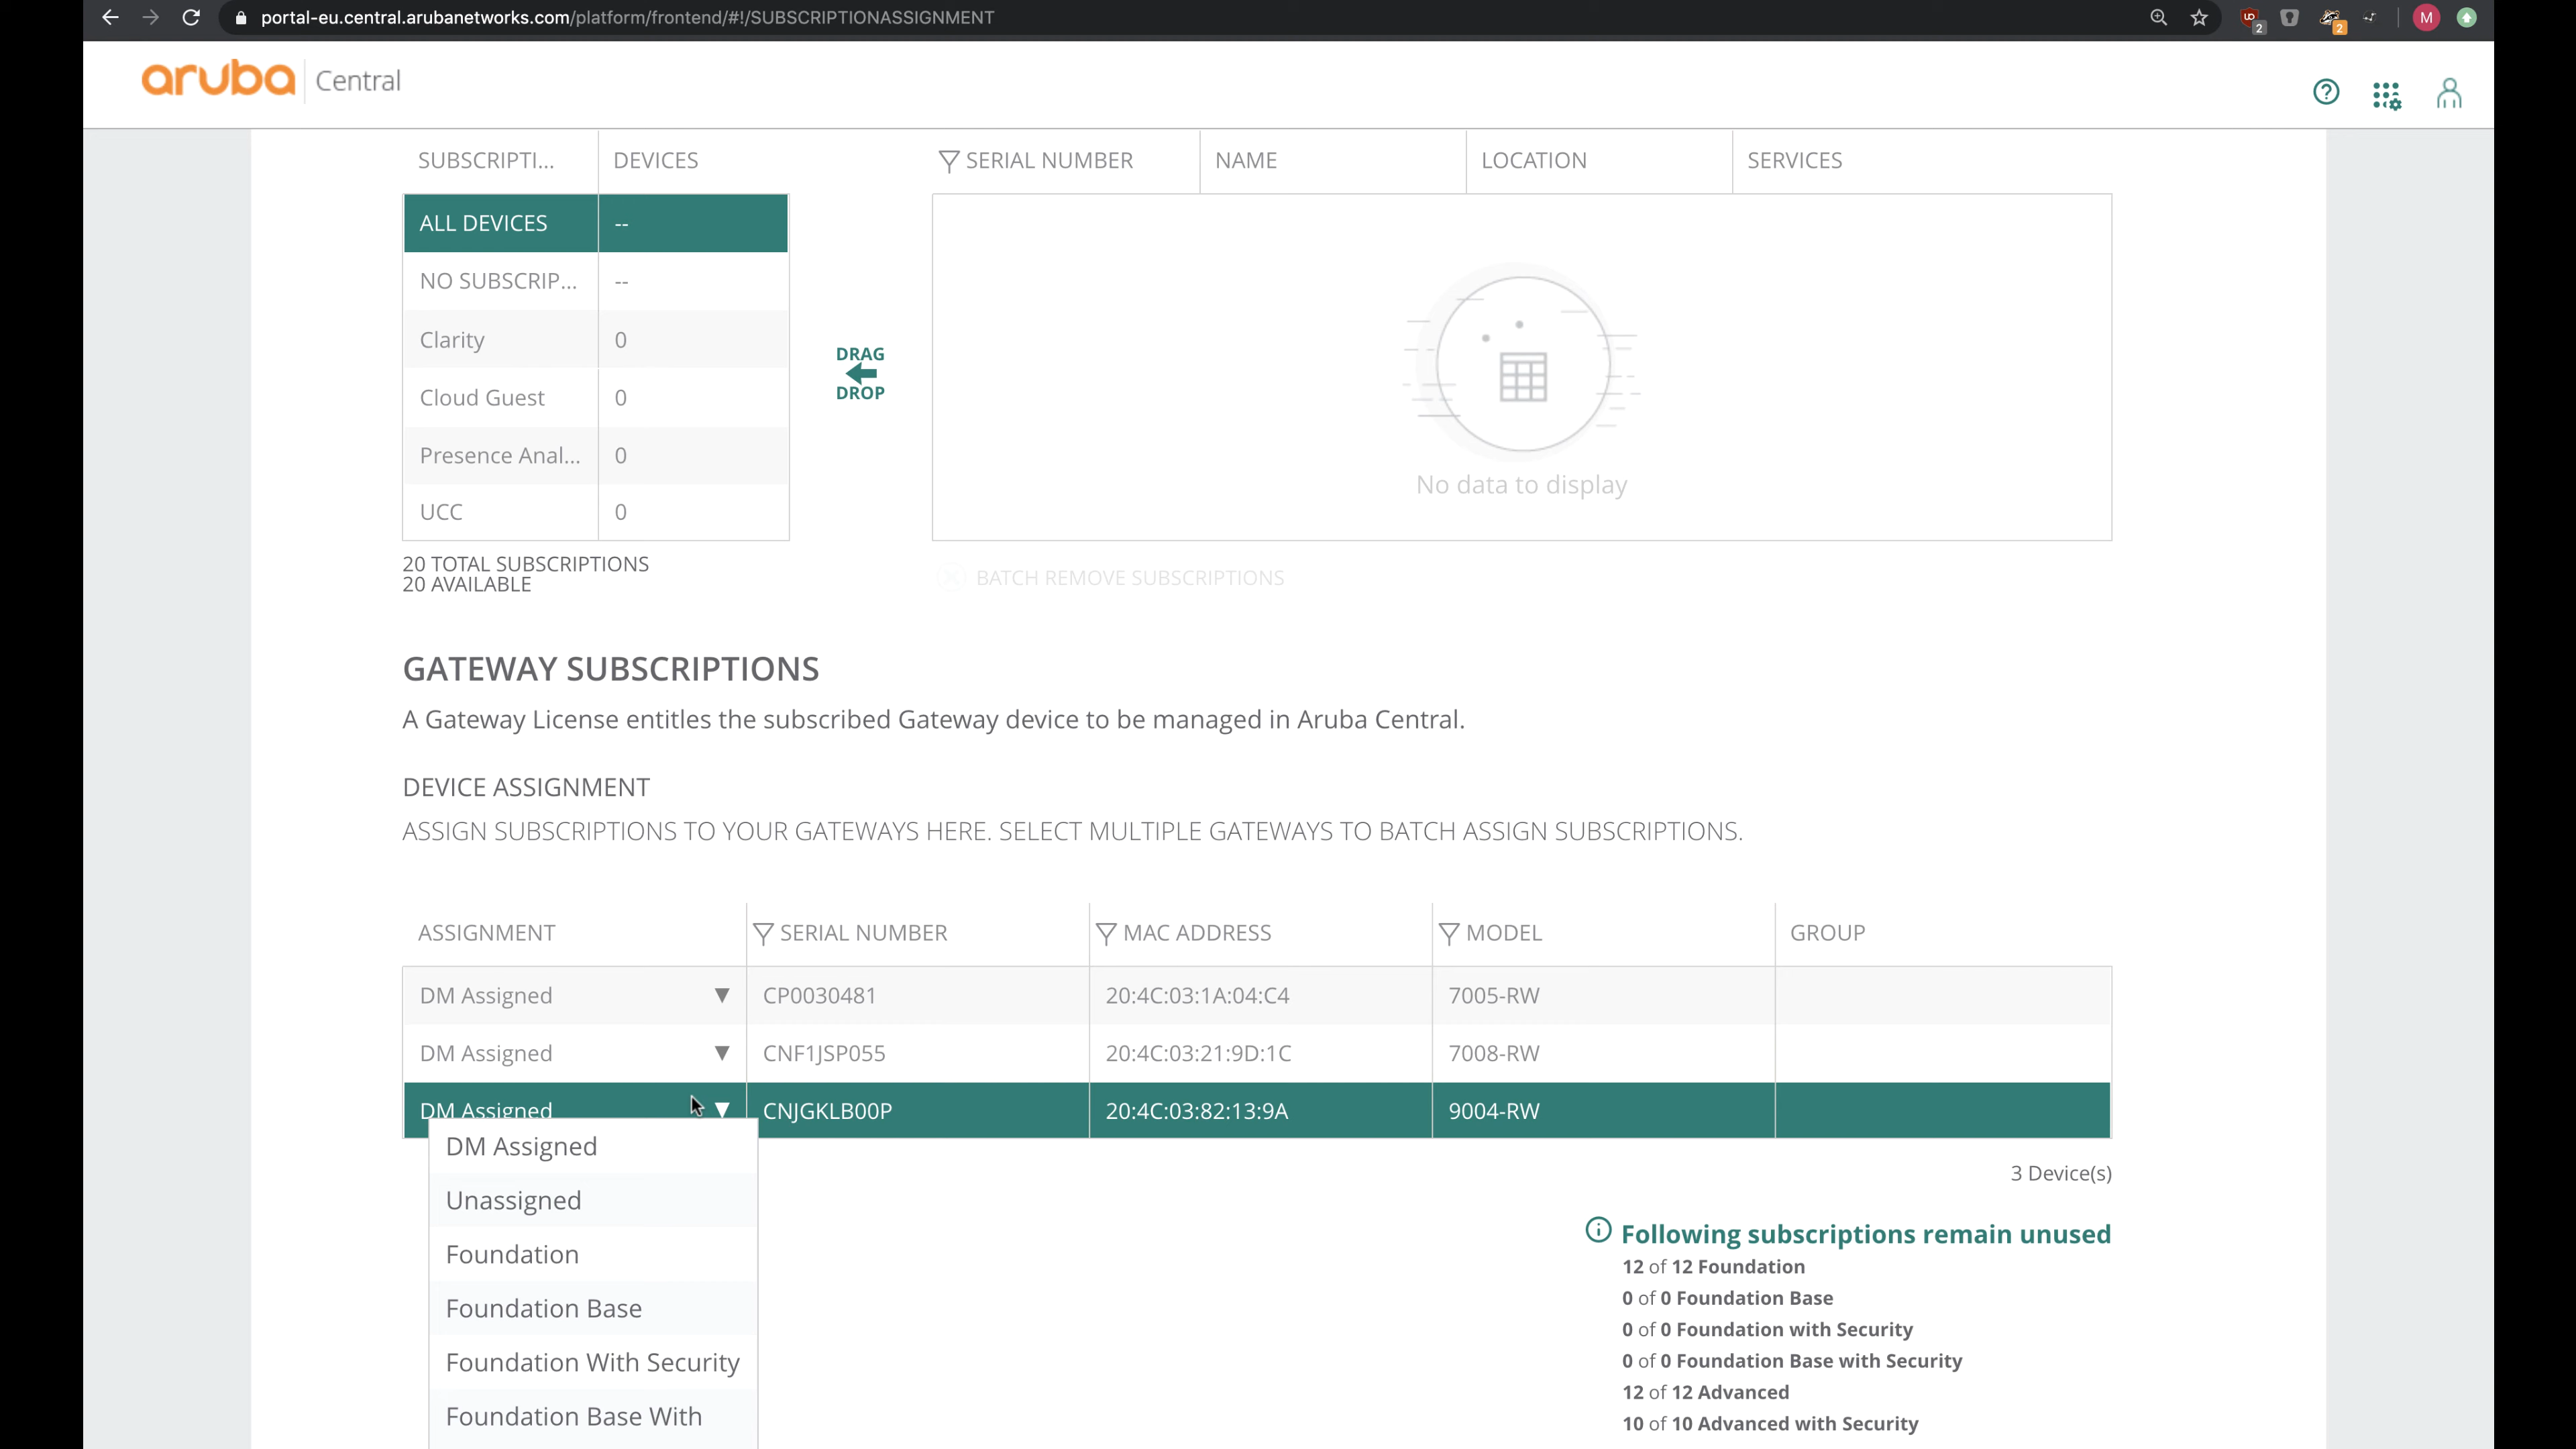 portal-eu.central.arubanetworks.com/platform/frontend/#!/SUBSCRIPTIONASSIGNMENT
2
2
M
aruba Central
SUBSCRIPTI... DEVICES
SERIAL NUMBER NAME LOCATION SERVICES
ALL DEVICES --
NO SUBSCRIP... --
Clarity 0
Cloud Guest 0
Presence Anal... 0
UCC 0
DRAG
DROP
No data to display
20 TOTAL SUBSCRIPTIONS
20 AVAILABLE
BATCH REMOVE SUBSCRIPTIONS
GATEWAY SUBSCRIPTIONS
A Gateway License entitles the subscribed Gateway device to be managed in Aruba Central.
DEVICE ASSIGNMENT
ASSIGN SUBSCRIPTIONS TO YOUR GATEWAYS HERE. SELECT MULTIPLE GATEWAYS TO BATCH ASSIGN SUBSCRIPTIONS.
ASSIGNMENT SERIAL NUMBER MAC ADDRESS MODEL GROUP
DM Assigned CP0030481 20:4C:03:1A:04:C4 7005-RW
DM Assigned CNF1JSP055 20:4C:03:21:9D:1C 7008-RW
DM Assigned CNJGKLB00P 20:4C:03:82:13:9A 9004-RW
DM Assigned
Unassigned
Foundation
Foundation Base
Foundation With Security
Foundation Base With
3 Device(s)
Following subscriptions remain unused
12 of 12 Foundation
0 of 0 Foundation Base
0 of 0 Foundation with Security
0 of 0 Foundation Base with Security
12 of 12 Advanced
10 of 10 Advanced with Security